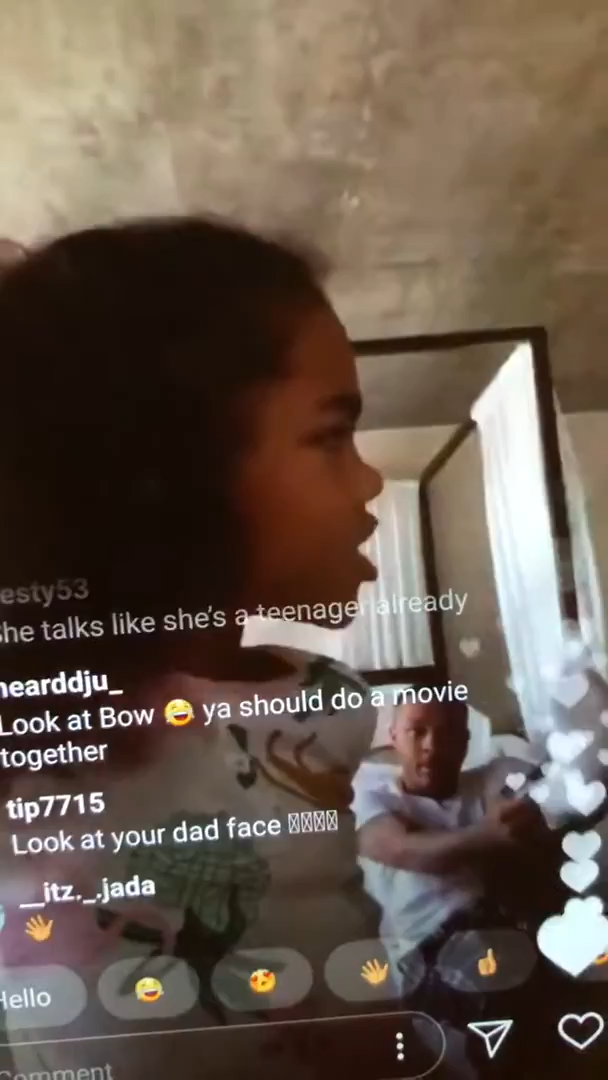 esty53
she talks like she's a teenager already
hearddju_
Look at Bow 😂 ya should do a movie
together
tip7715
Look at your dad face
__itz._.jada
👋
Hello
Comment